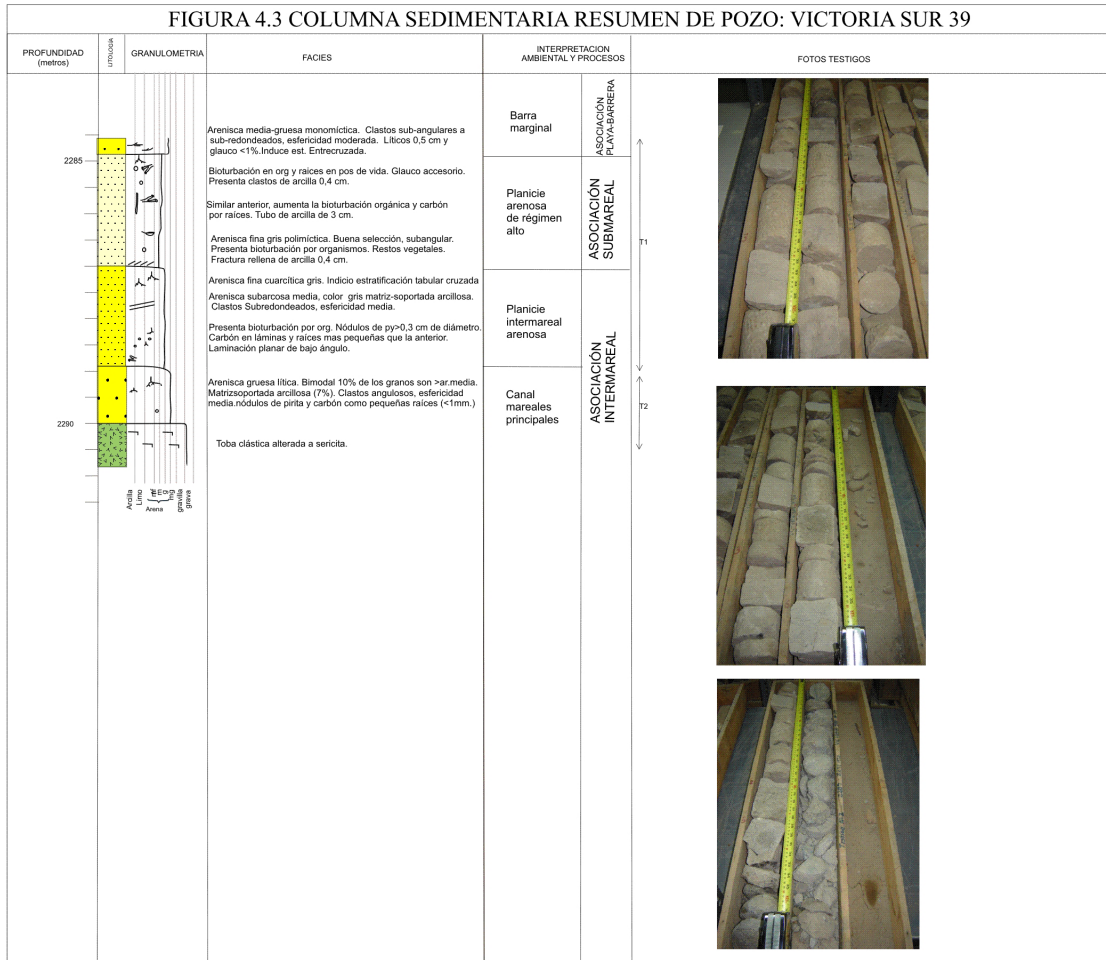 FIGURA 4.3 COLUMNA SEDIMENTARIA RESUMEN DE POZO: VICTORIA SUR 39
PROFUNDIDAD
(metros)
LITOLOGÍA
GRANULOMETRIA
FACIES
INTERPRETACION
AMBIENTAL Y PROCESOS
FOTOS TESTIGOS
Arenisca media-gruesa monomíctica. Clastos sub-angulares a
sub-redondeados, esfericidad moderada. Líticos 0,5 cm y
glauco <1%.Induce est. Entrecruzada.
Barra
marginal
ASOCIACIÓN
PLAYA-BARRERA
2285
Bioturbación en org y raices en pos de vida. Glauco accesorio.
Presenta clastos de arcilla 0,4 cm.
Similar anterior, aumenta la bioturbación orgánica y carbón
por raíces. Tubo de arcilla de 3 cm.
Arenisca fina gris polimíctica. Buena selección, subangular.
Presenta bioturbación por organismos. Restos vegetales.
Fractura rellena de arcilla 0,4 cm.
Planicie
arenosa
de régimen
alto
ASOCIACIÓN
SUBMAREAL
T1
Arenisca fina cuarcítica gris. Indicio estratificación tabular cruzada
Arenisca subarcosa media, color gris matriz-soportada arcillosa.
Clastos Subredondeados, esfericidad media.
Presenta bioturbación por org. Nódulos de py>0,3 cm de diámetro.
Carbón en láminas y raíces mas pequeñas que la anterior.
Laminación planar de bajo ángulo.
Planicie
intermareal
arenosa
ASOCIACIÓN
INTERMAREAL
Arenisca gruesa lítica. Bimodal 10% de los granos son >ar.media.
Matrizsoportada arcillosa (7%). Clastos angulosos, esfericidad
media.nódulos de pirita y carbón como pequeñas raíces (<1mm.)
Canal
mareales
principales
T2
2290
Toba clástica alterada a sericita.
Arcilla
Limo
mf
f
m
g
mg
gravilla
grava
Arena